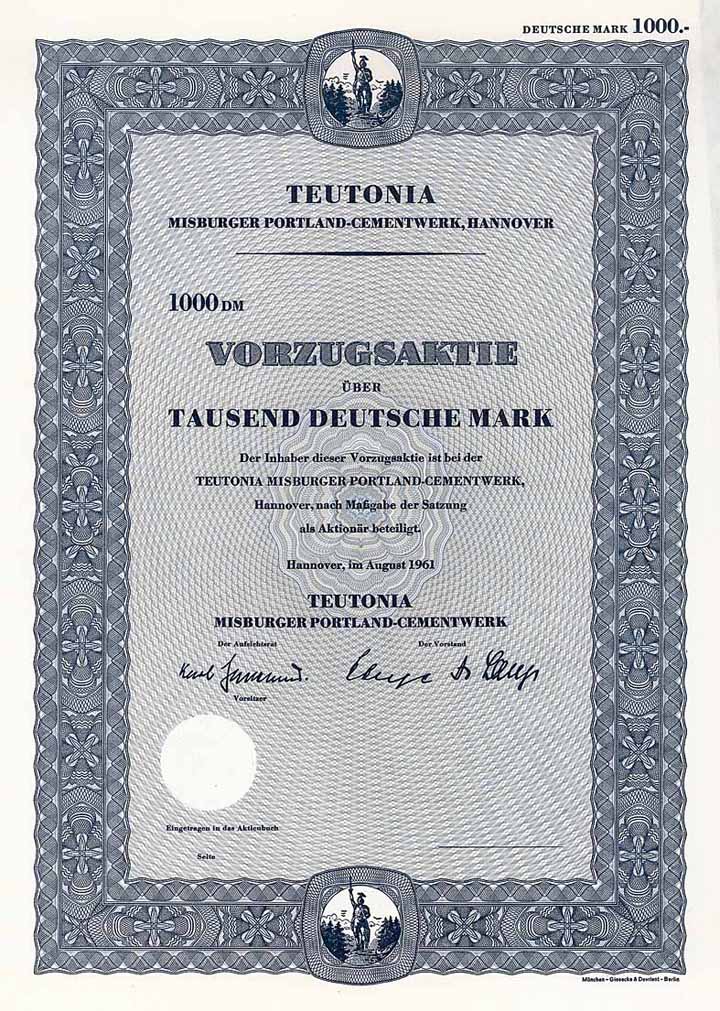 DEUTSCHE MARK 1000.-
TEUTONIA
MISBURGER PORTLAND-CEMENTWERK, HANNOVER
1000 DM
VORZUGSAKTIE
ÜBER
TAUSEND DEUTSCHE MARK
Der Inhaber dieser Vorzugsaktie ist bei der
TEUTONIA MISBURGER PORTLAND-CEMENTWERK,
Hannover, nach Maßgabe der Satzung
als Aktionär beteiligt.
Hannover, im August 1961
TEUTONIA
MISBURGER PORTLAND-CEMENTWERK
Der Aufsichtsrat Der Vorstand
Karl
Vorsitzer
Eingetragen in das Aktienbuch
Seite
München - Giesecke & Devrient - Berlin